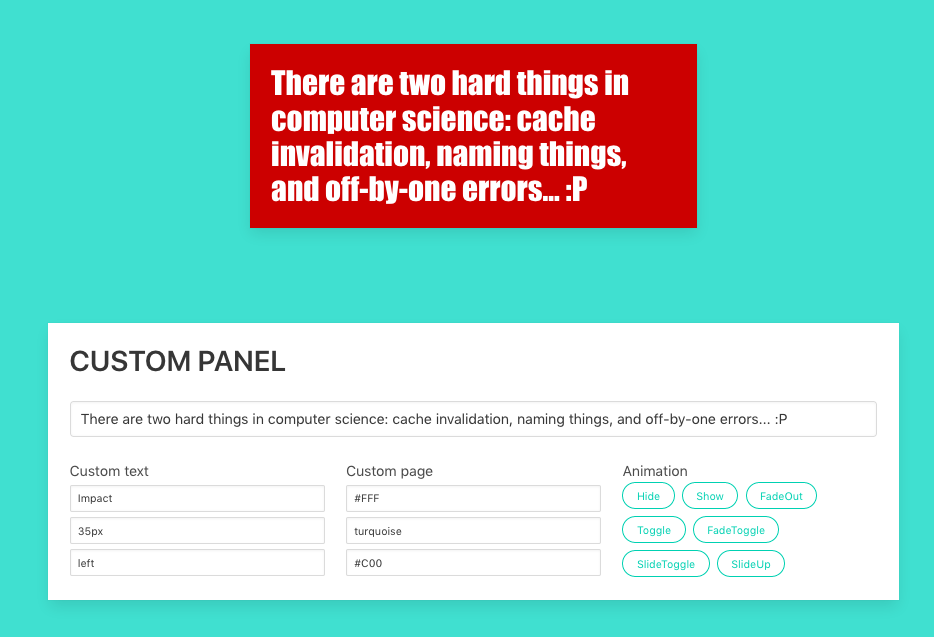 There are two hard things in
computer science: cache
invalidation, naming things,
and off-by-one errors... :P
CUSTOM PANEL
There are two hard things in computer science: cache invalidation, naming things, and off-by-one errors... :P
Custom text
Impact
35px
left
Custom page
#FFF
turquoise
#C00
Animation
Hide Show FadeOut
Toggle FadeToggle
SlideToggle SlideUp